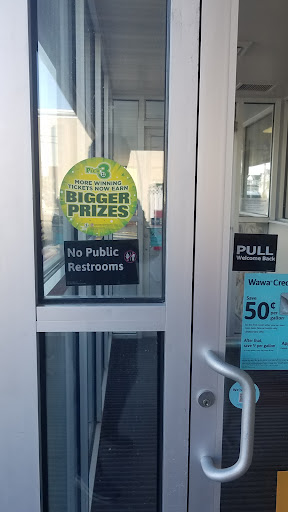 Pick 3
MORE WINNING
TICKETS NOW EARN
BIGGER
PRIZES
No Public
Restrooms
PULL
Welcome Back
Wawa Cred
Save
50¢
per
gallon